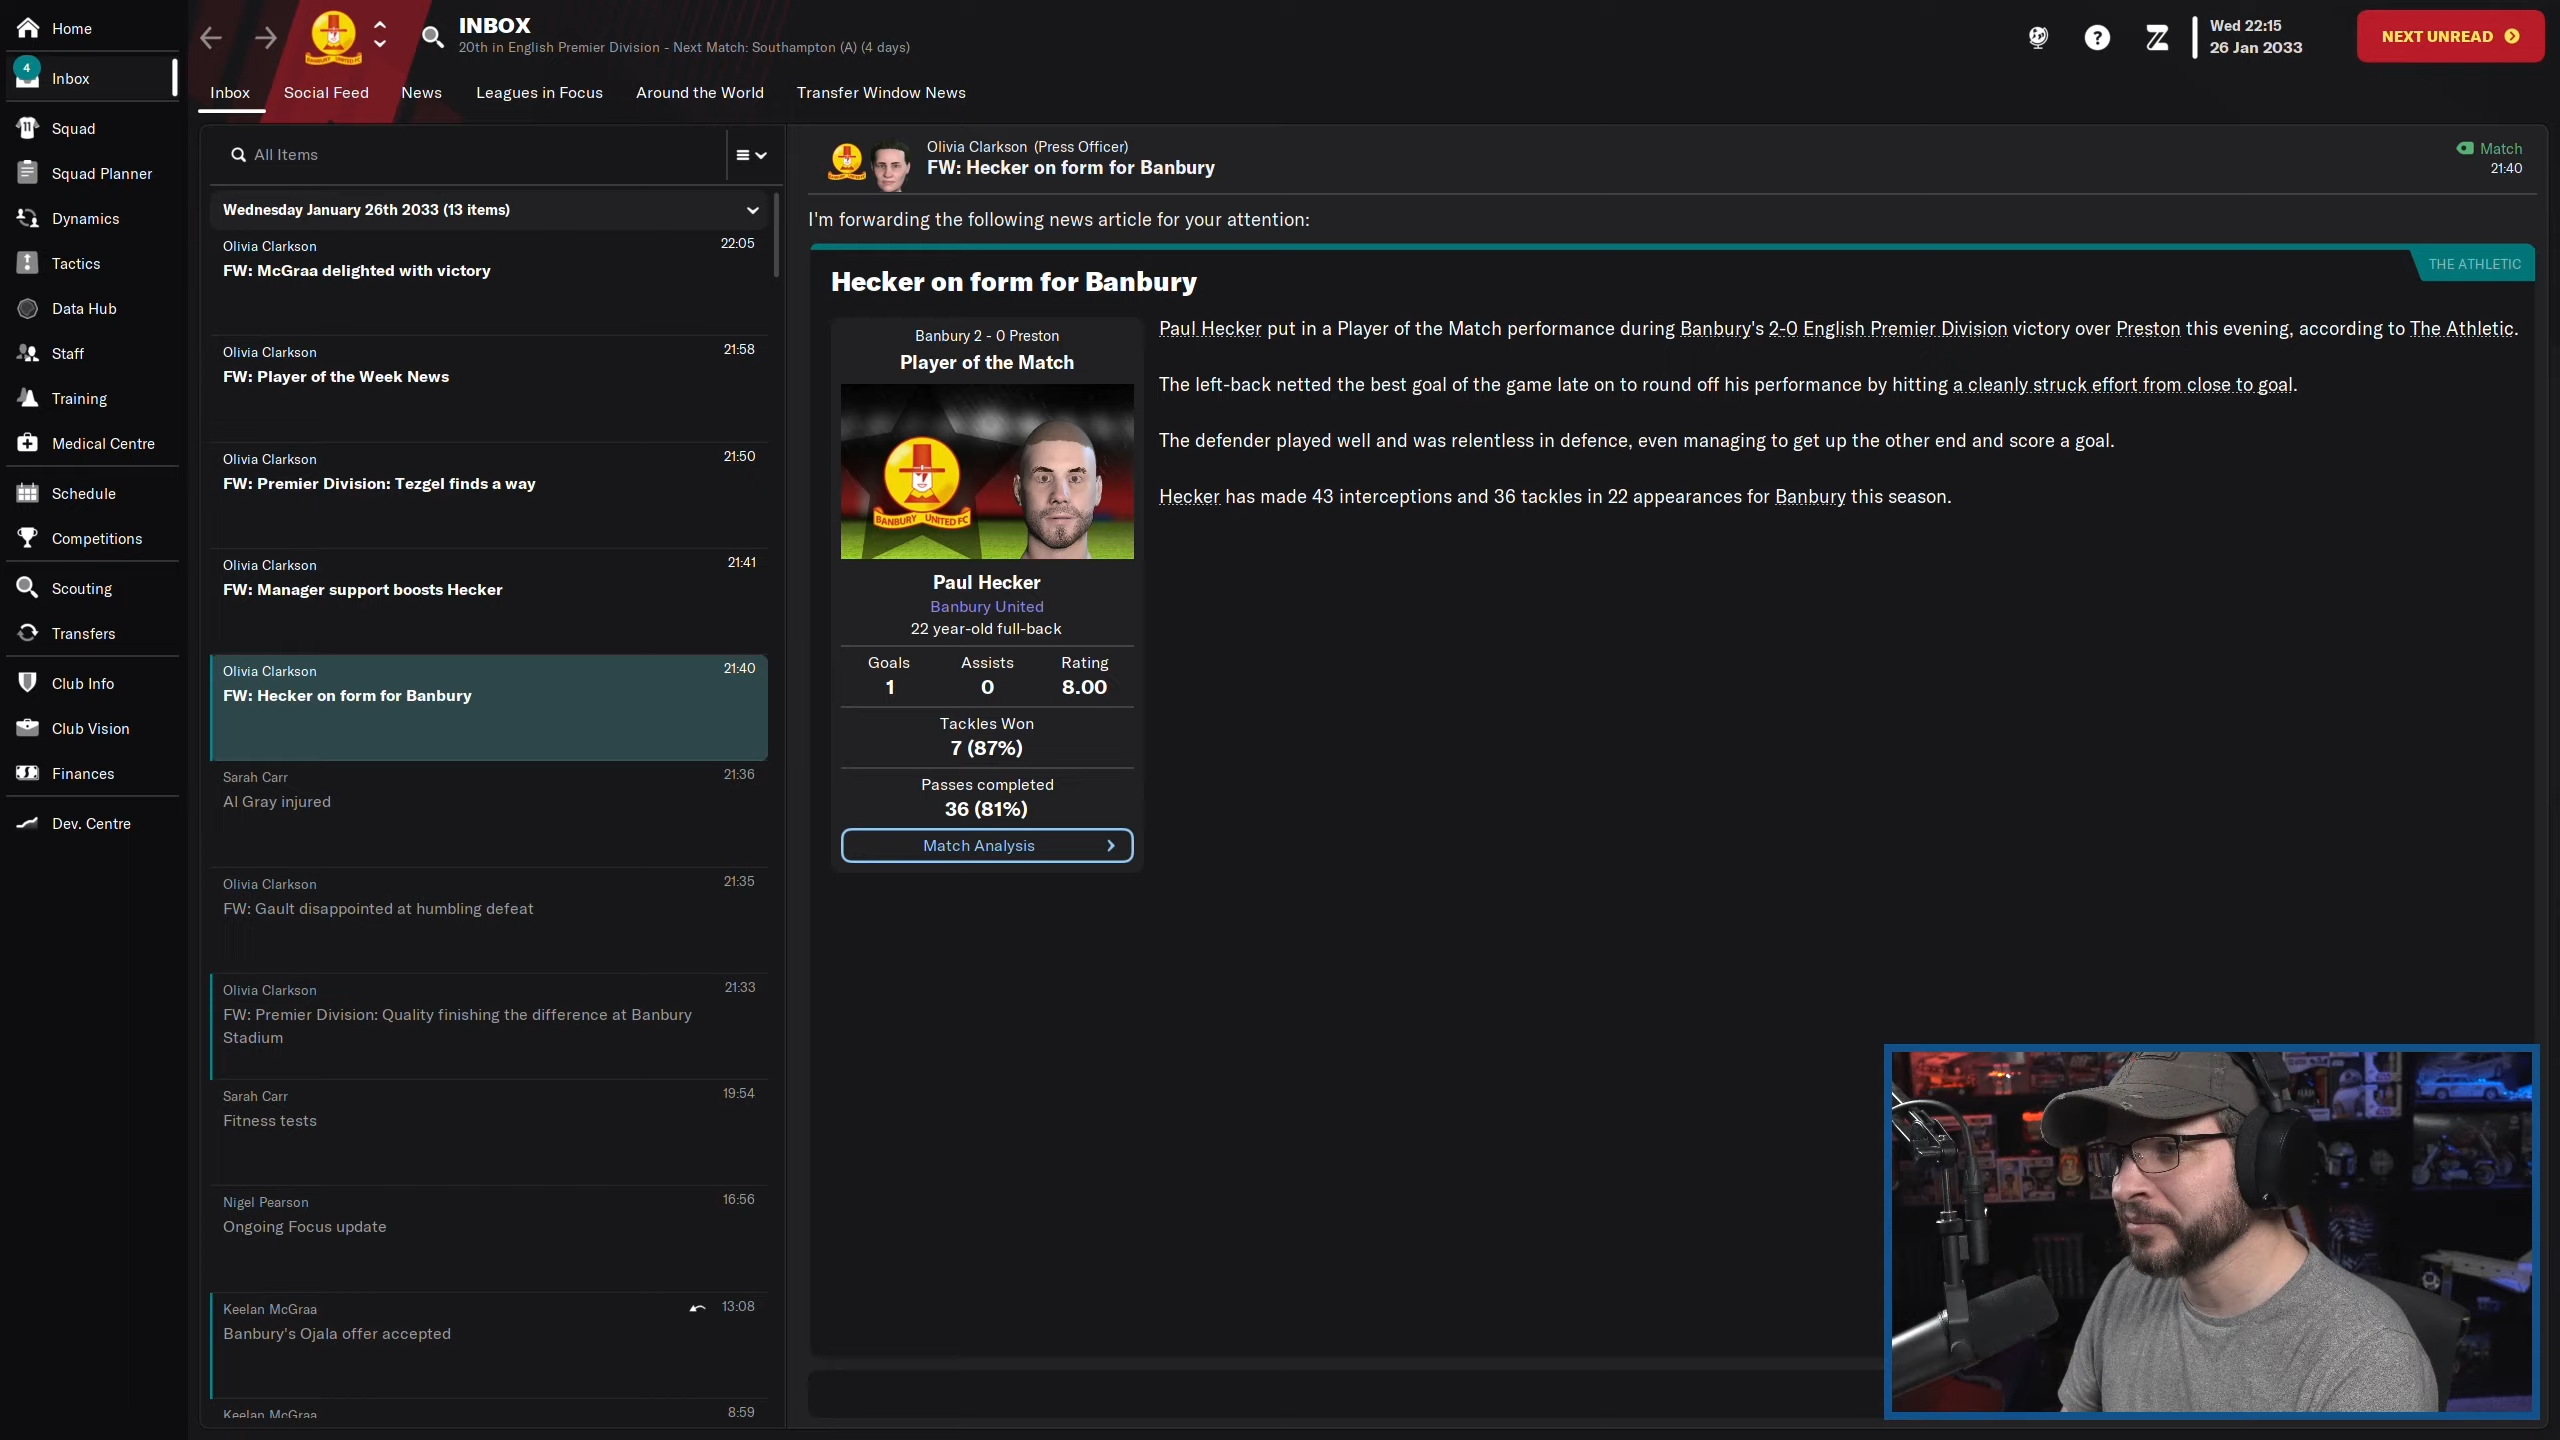 Home
4
Inbox
Squad
Squad Planner
Dynamics
Tactics
Data Hub
Staff
Training
Medical Centre
Schedule
Competitions
Scouting
Transfers
Club Info
Club Vision
Finances
Dev. Centre
BANBURY UNITED FC
INBOX
20th in English Premier Division - Next Match: Southampton (A) (4 days)
Wed 22:15
26 Jan 2033
NEXT UNREAD
Inbox
Social Feed
News
Leagues in Focus
Around the World
Transfer Window News
All Items
Wednesday January 26th 2033 (13 items)
Olivia Clarkson 22:05
FW: McGraa delighted with victory
Olivia Clarkson 21:58
FW: Player of the Week News
Olivia Clarkson 21:50
FW: Premier Division: Tezgel finds a way
Olivia Clarkson 21:41
FW: Manager support boosts Hecker
Olivia Clarkson 21:40
FW: Hecker on form for Banbury
Sarah Carr 21:36
Al Gray injured
Olivia Clarkson 21:35
FW: Gault disappointed at humbling defeat
Olivia Clarkson 21:33
FW: Premier Division: Quality finishing the difference at Banbury
Stadium
Sarah Carr 19:54
Fitness tests
Nigel Pearson 16:56
Ongoing Focus update
Keelan McGraa 13:08
Banbury's Ojala offer accepted
Keelan McGraa 8:59
Olivia Clarkson (Press Officer)
FW: Hecker on form for Banbury
Match
21:40
I'm forwarding the following news article for your attention:
THE ATHLETIC
Hecker on form for Banbury
Banbury 2 - 0 Preston
Player of the Match
BANBURY UNITED FC
Paul Hecker
Banbury United
22 year-old full-back
Goals Assists Rating
1 0 8.00
Tackles Won
7 (87%)
Passes completed
36 (81%)
Match Analysis
Paul Hecker put in a Player of the Match performance during Banbury's 2-0 English Premier Division victory over Preston this evening, according to The Athletic.
The left-back netted the best goal of the game late on to round off his performance by hitting a cleanly struck effort from close to goal.
The defender played well and was relentless in defence, even managing to get up the other end and score a goal.
Hecker has made 43 interceptions and 36 tackles in 22 appearances for Banbury this season.